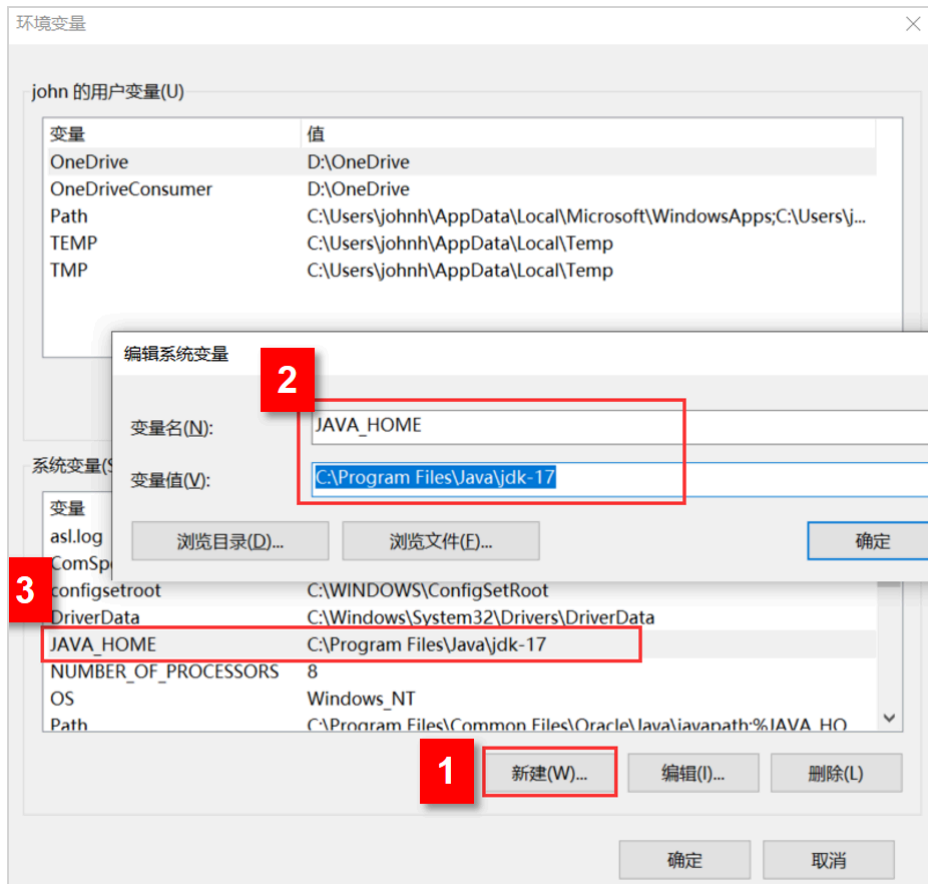 环境变量
john 的用户变量(U)
变量 值
OneDrive D:\OneDrive
OneDriveConsumer D:\OneDrive
Path C:\Users\johnh\AppData\Local\Microsoft\WindowsApps;C:\Users\j...
TEMP C:\Users\johnh\AppData\Local\Temp
TMP C:\Users\johnh\AppData\Local\Temp
编辑系统变量
2
变量名(N): JAVA_HOME
变量值(V): C:\Program Files\Java\jdk-17
浏览目录(D)... 浏览文件(F)... 确定
系统变量(S
变量
asl.log
ComSpe
3
configsetroot C:\WINDOWS\ConfigSetRoot
DriverData C:\Windows\System32\Drivers\DriverData
JAVA_HOME C:\Program Files\Java\jdk-17
NUMBER_OF_PROCESSORS 8
OS Windows_NT
Path C:\Program Files\Common Files\Oracle\Java\javapath;%JAVA_HO
1
新建(W)... 编辑(I)... 删除(L)
确定 取消